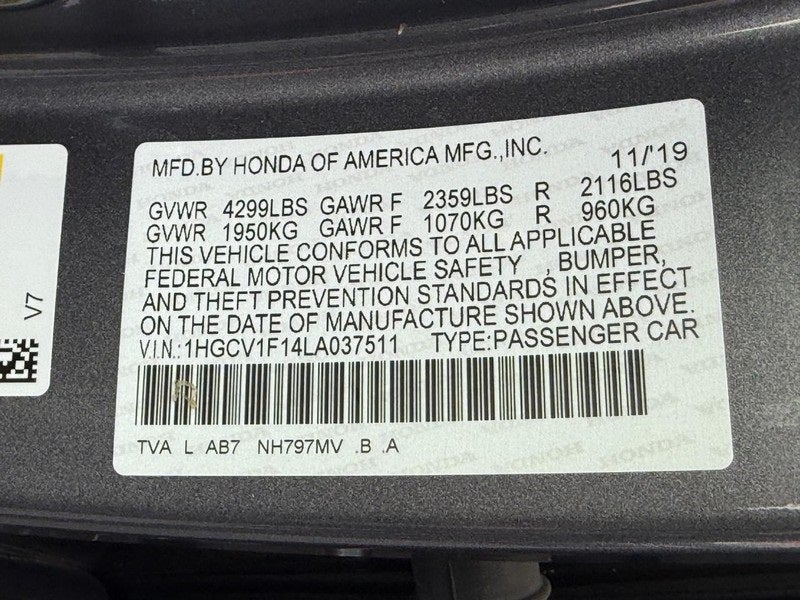 MFD.BY HONDA OF AMERICA MFG.,INC. 11/'19
GVWR 4299LBS GAWR F 2359LBS R 2116LBS
GVWR 1950KG GAWR F 1070KG R 960KG
THIS VEHICLE CONFORMS TO ALL APPLICABLE
FEDERAL MOTOR VEHICLE SAFETY , BUMPER,
AND THEFT PREVENTION STANDARDS IN EFFECT
ON THE DATE OF MANUFACTURE SHOWN ABOVE.
V.I.N.:1HGCV1F14LA037511 TYPE:PASSENGER CAR
TVA L AB7 NH797MV .B .A
V7